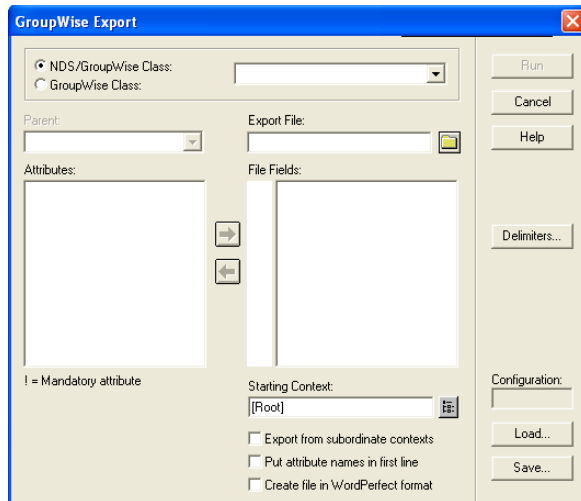 GroupWise Export
NDS/GroupWise Class:
GroupWise Class:
Run
Cancel
Help
Parent:
Export File:
Attributes:
File Fields:
Delimiters...
! = Mandatory attribute
Starting Context:
[Root]
Configuration:
Export from subordinate contexts
Put attribute names in first line
Create file in WordPerfect format
Load...
Save...